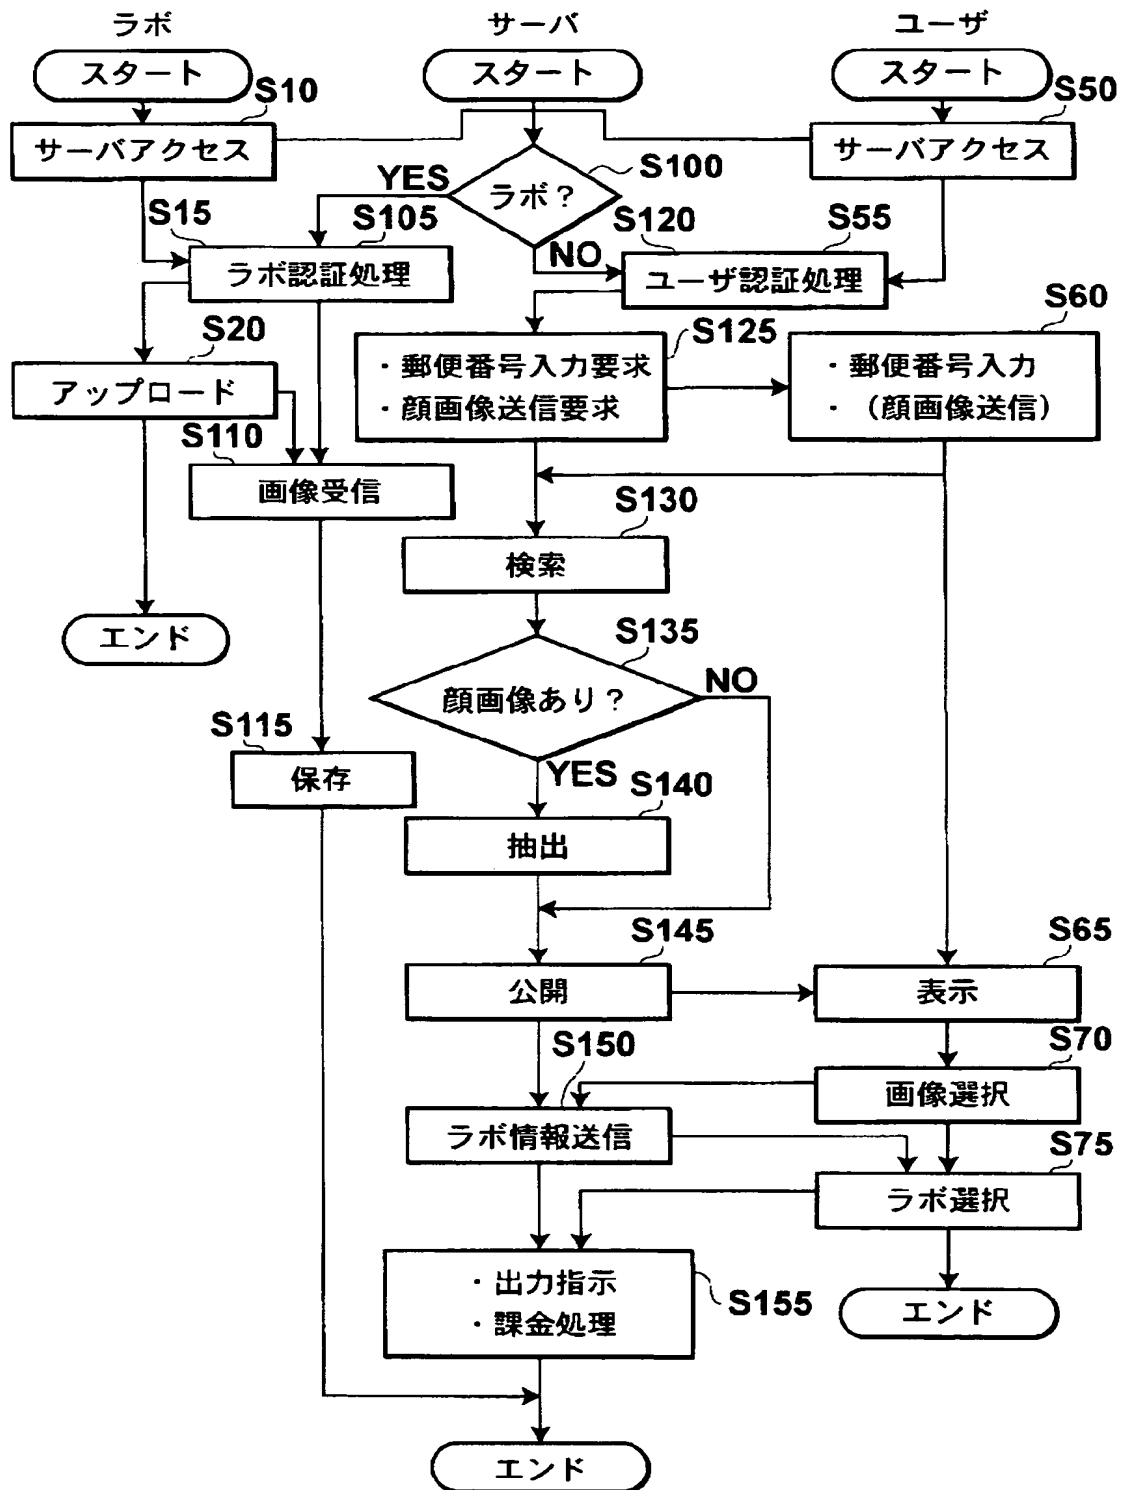 ラボ
サーバ
ユーザ
スタート
スタート
スタート
S10
S50
サーバアクセス
サーバアクセス
S100
YES
ラボ？
S15
S105
S120
S55
NO
ラボ認証処理
ユーザ認証処理
S60
S20
S125
・郵便番号入力要求
・郵便番号入力
アップロード
・顔画像送信要求
・（顔画像送信）
S110
画像受信
S130
検索
エンド
S135
NO
顔画像あり？
S115
保存
YES
S140
抽出
S145
S65
公開
表示
S150
S70
画像選択
ラボ情報送信
S75
ラボ選択
・出力指示
S155
・課金処理
エンド
エンド